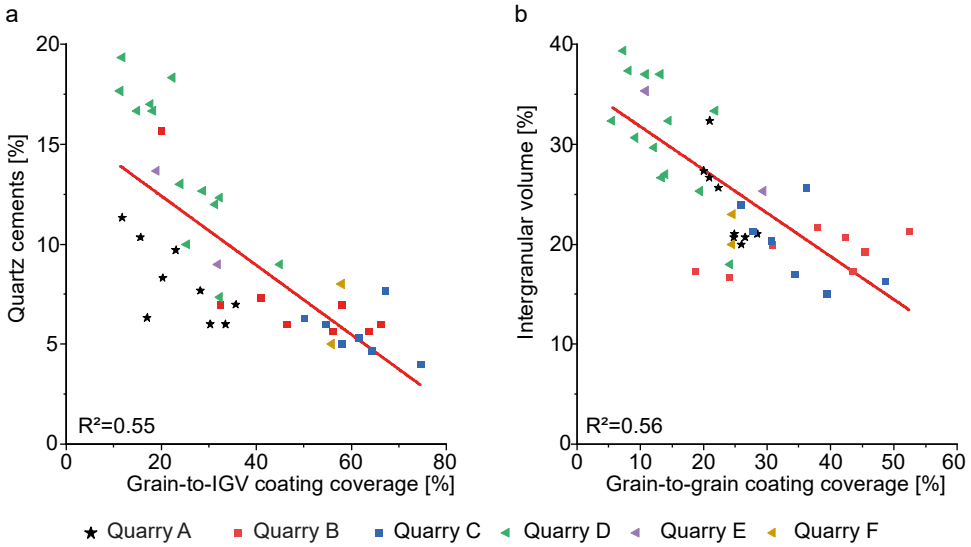 a
Quartz cements [%]
20
15
10
5
0
R²=0.55
0 20 40 60 80
Grain-to-IGV coating coverage [%]
b
Intergranular volume [%]
40
30
20
10
0
R²=0.56
0 10 20 30 40 50 60
Grain-to-grain coating coverage [%]
Quarry A Quarry B Quarry C Quarry D Quarry E Quarry F